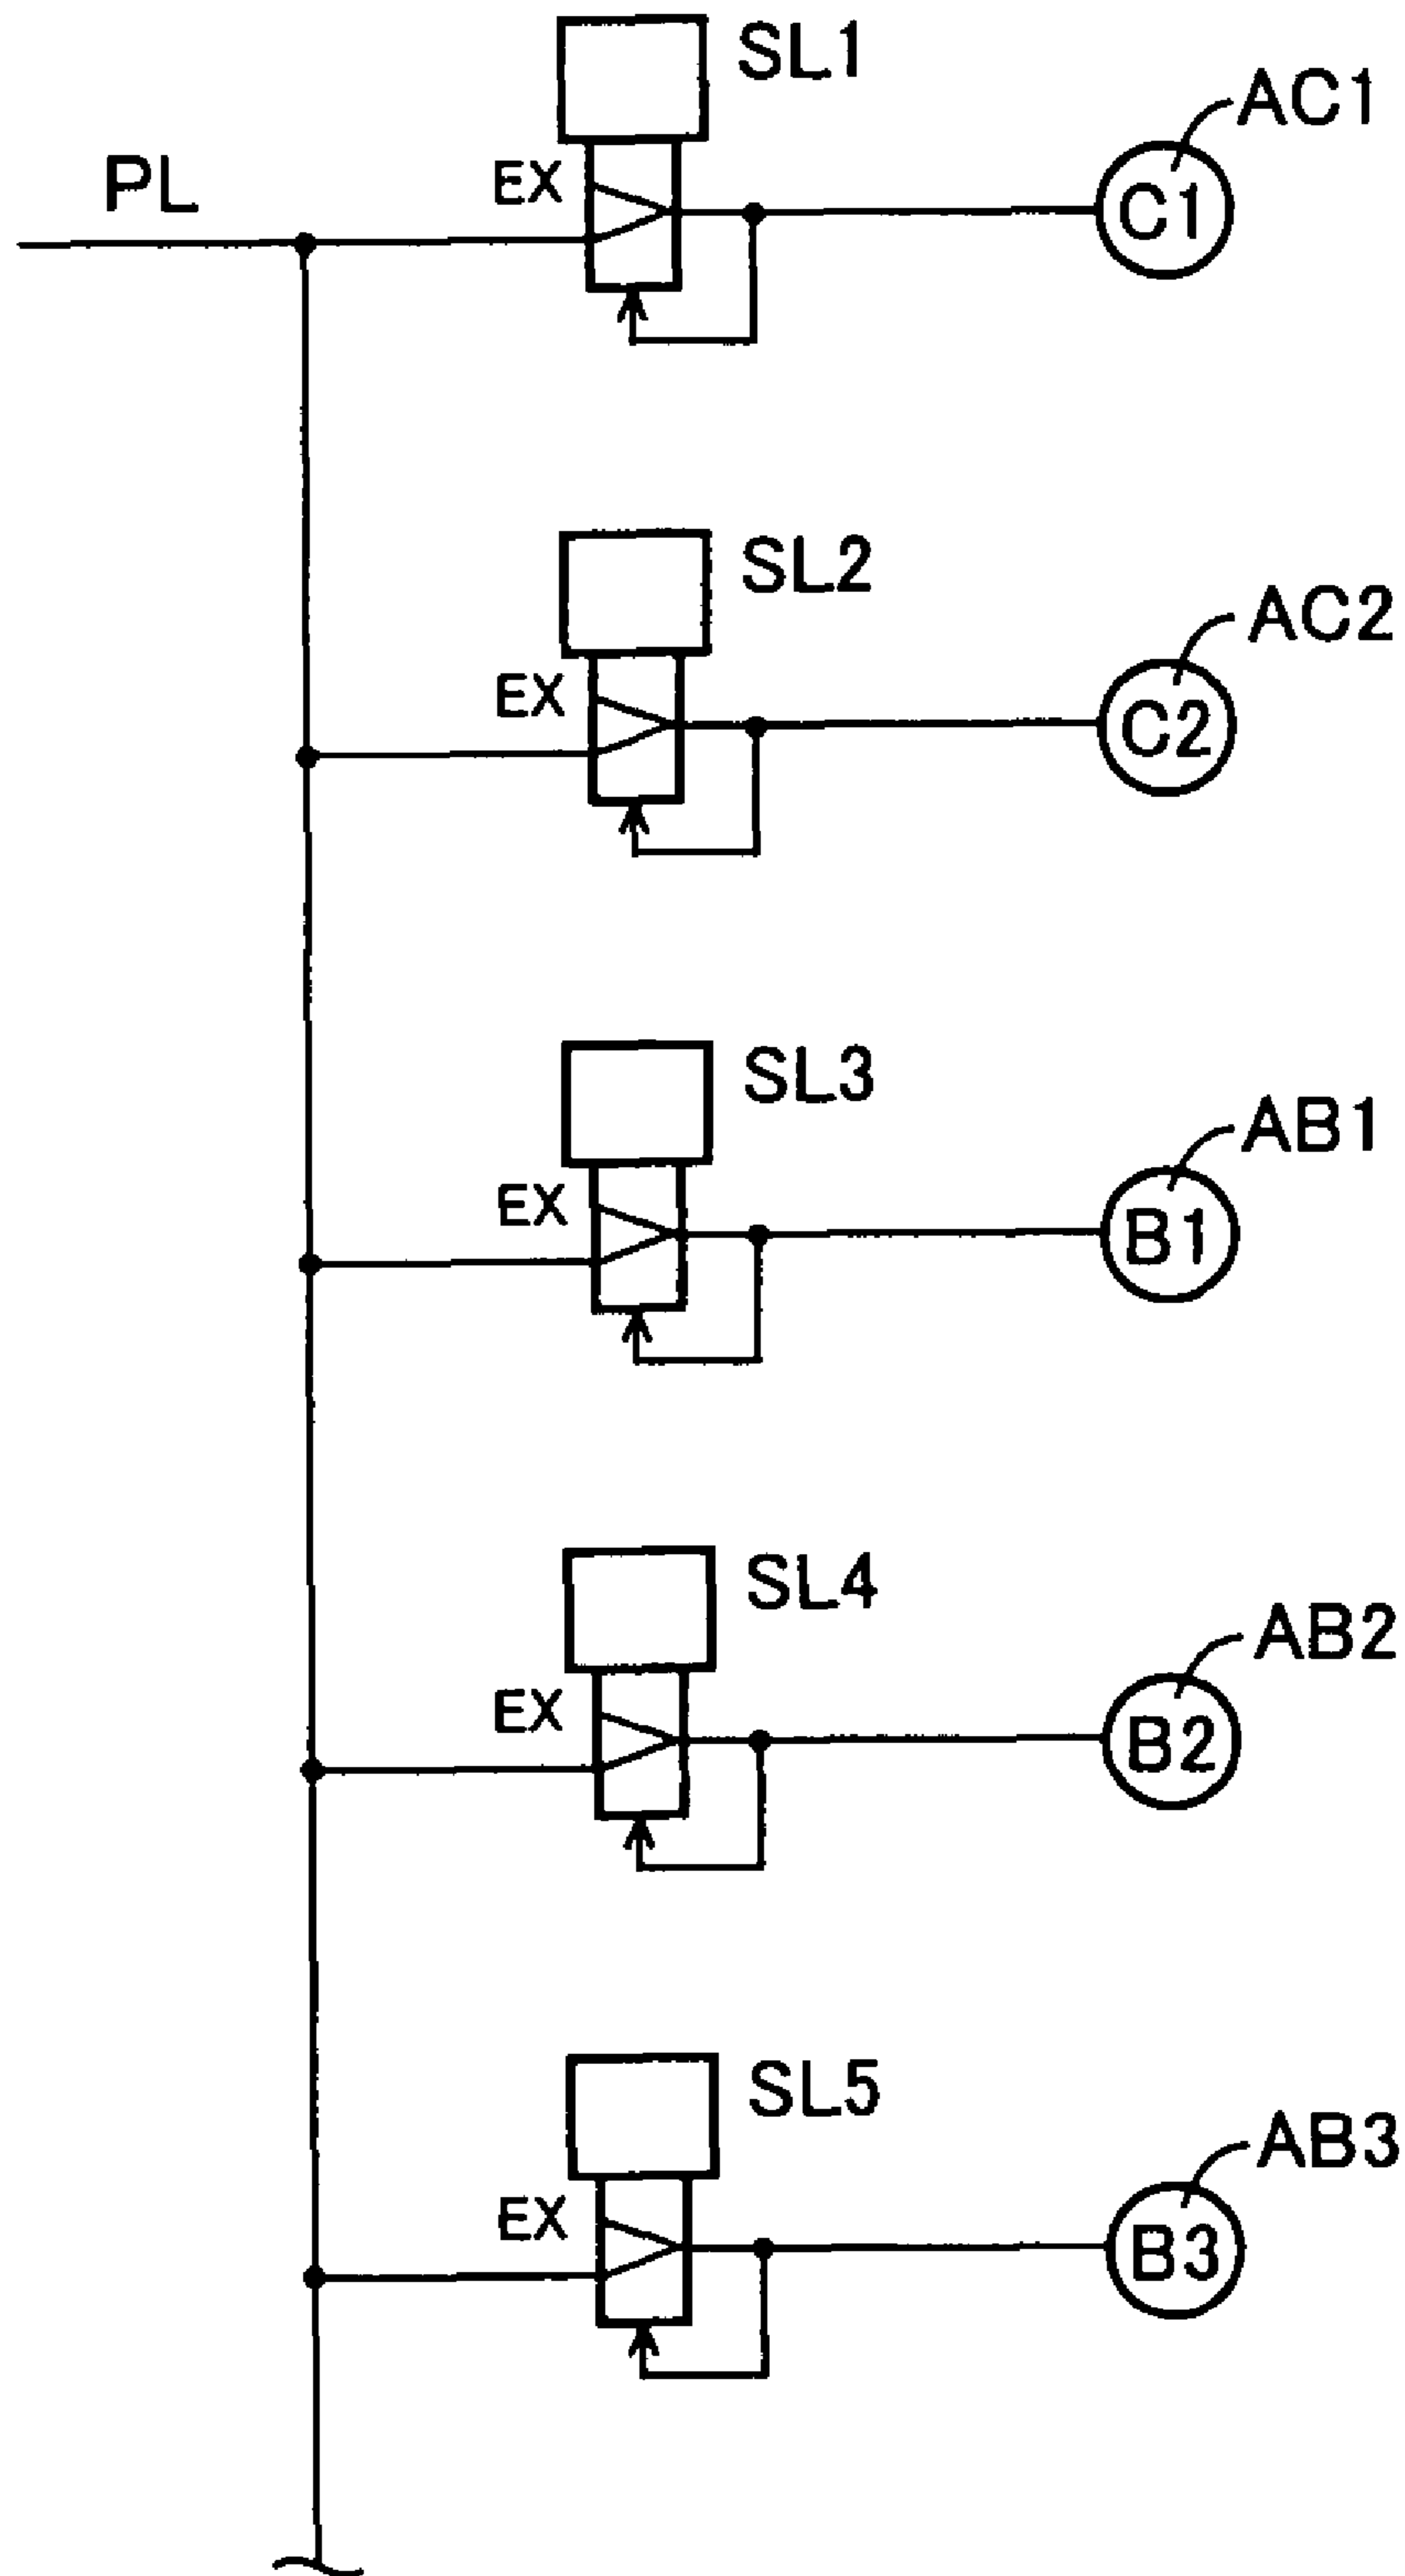 SL1
AC1
PL
EX
C1
SL2
AC2
EX
C2
SL3
AB1
EX
B1
SL4
AB2
EX
B2
SL5
AB3
EX
B3